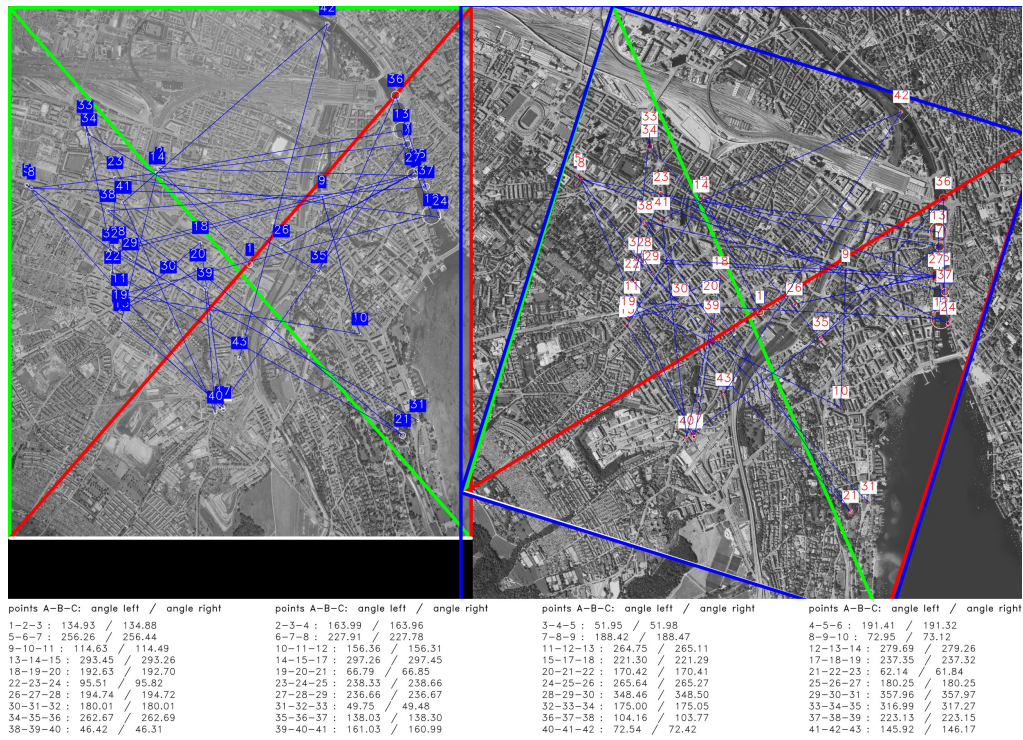 42
36
33
13
34
14
23
37
8
9
41
38
24
18
26
32
8
29
22
20
1
35
30
39
11
19
10
43
40
17
31
21
42
33
34
8
23
14
36
38
41
13
7
3
28
29
22
18
9
27
37
11
30
20
26
1
24
19
39
35
43
10
40
7
31
21
points A-B-C: angle left / angle right
1-2-3 : 134.93 / 134.88
5-6-7 : 256.26 / 256.44
9-10-11 : 114.63 / 114.49
13-14-15 : 293.45 / 293.26
18-19-20 : 192.63 / 192.70
22-23-24 : 95.51 / 95.82
26-27-28 : 194.74 / 194.72
30-31-32 : 180.01 / 180.01
34-35-36 : 262.67 / 262.69
38-39-40 : 46.42 / 46.31
points A-B-C: angle left / angle right
2-3-4 : 163.99 / 163.96
6-7-8 : 227.91 / 227.78
10-11-12 : 156.36 / 156.31
14-15-17 : 297.26 / 297.45
19-20-21 : 66.79 / 66.85
23-24-25 : 238.33 / 238.66
27-28-29 : 236.66 / 236.67
31-32-33 : 49.75 / 49.48
35-36-37 : 138.03 / 138.30
39-40-41 : 161.03 / 160.99
points A-B-C: angle left / angle right
3-4-5 : 51.95 / 51.98
7-8-9 : 188.42 / 188.47
11-12-13 : 264.75 / 265.11
15-17-18 : 221.30 / 221.29
20-21-22 : 170.42 / 170.41
24-25-26 : 265.64 / 265.27
28-29-30 : 348.46 / 348.50
32-33-34 : 175.00 / 175.05
36-37-38 : 104.16 / 103.77
40-41-42 : 72.54 / 72.42
points A-B-C: angle left / angle right
4-5-6 : 191.41 / 191.32
8-9-10 : 72.95 / 73.12
12-13-14 : 279.69 / 279.26
17-18-19 : 237.35 / 237.32
21-22-23 : 62.14 / 61.84
25-26-27 : 180.25 / 180.25
29-30-31 : 357.96 / 357.97
33-34-35 : 316.99 / 317.27
37-38-39 : 223.13 / 223.15
41-42-43 : 145.92 / 146.17